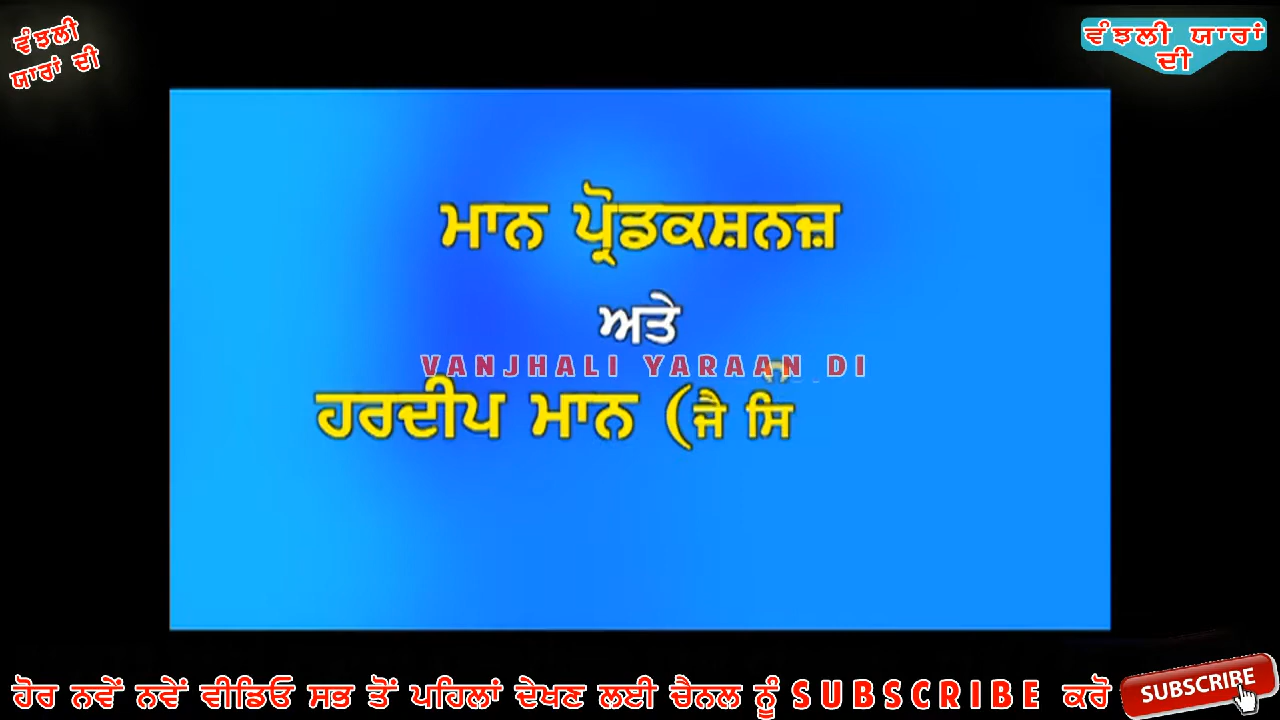 ਵੰਝਲੀ
ਯਾਰਾਂ ਦੀ
ਵੰਝਲੀ ਯਾਰਾਂ
ਦੀ
ਮਾਨ ਪ੍ਰੋਡਕਸ਼ਨਜ਼
ਅਤੇ
VANJHALI YARAAN DI
ਹਰਦੀਪ ਮਾਨ (ਜੈ ਸਿ
ਹੋਰ ਨਵੇਂ ਨਵੇਂ ਵੀਡਿਓ ਸਭ ਤੋਂ ਪਹਿਲਾਂ ਦੇਖਣ ਲਈ ਚੈਨਲ ਨੂੰ SUBSCRIBE ਕਰੋ
SUBSCRIBE